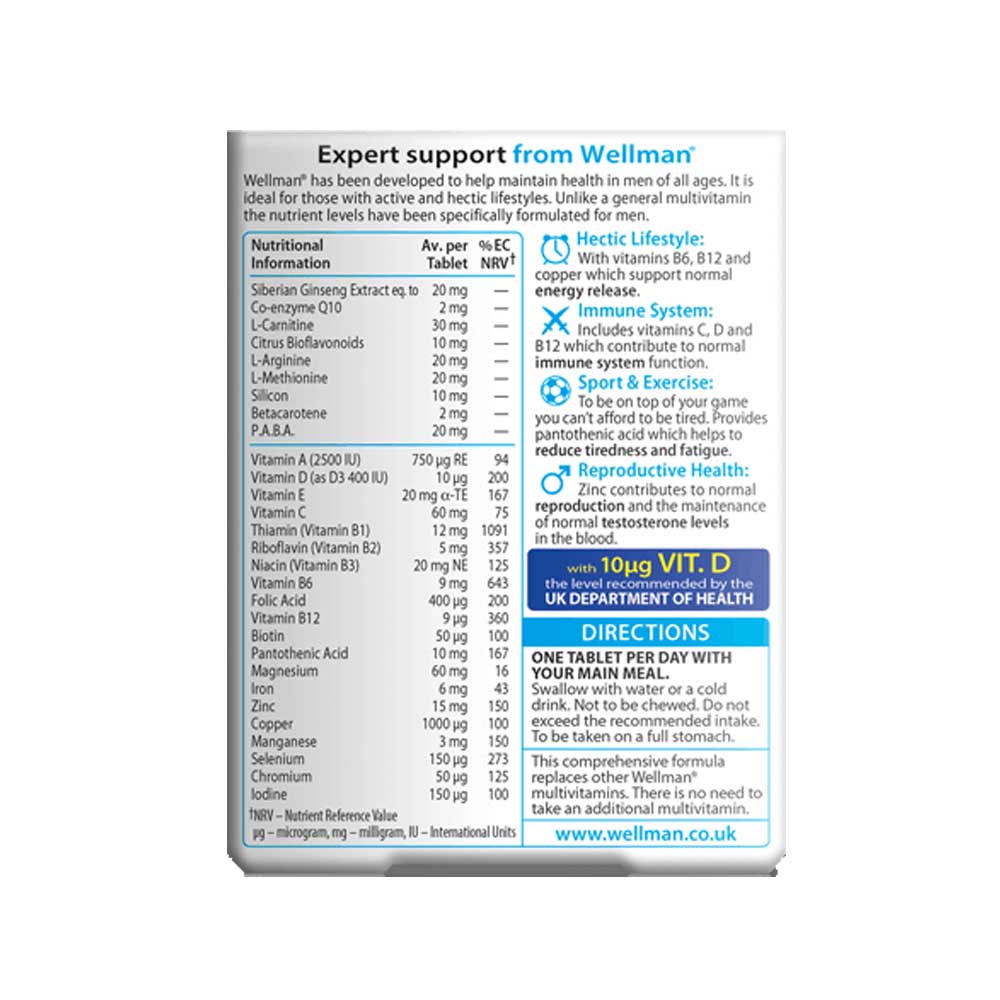 Expert support from Wellman®
Wellman® has been developed to help maintain health in men of all ages. It is
ideal for those with active and hectic lifestyles. Unlike a general multivitamin
the nutrient levels have been specifically formulated for men.
Nutritional Information Av. per Tablet % EC NRV†
Siberian Ginseng Extract eq. to 20 mg —
Co-enzyme Q10 2 mg —
L-Carnitine 30 mg —
Citrus Bioflavonoids 10 mg —
L-Arginine 20 mg —
L-Methionine 20 mg —
Silicon 10 mg —
Betacarotene 2 mg —
P.A.B.A. 20 mg —
Vitamin A (2500 IU) 750 µg RE 94
Vitamin D (as D3 400 IU) 10 µg 200
Vitamin E 20 mg α-TE 167
Vitamin C 60 mg 75
Thiamin (Vitamin B1) 12 mg 1091
Riboflavin (Vitamin B2) 5 mg 357
Niacin (Vitamin B3) 20 mg NE 125
Vitamin B6 9 mg 643
Folic Acid 400 µg 200
Vitamin B12 9 µg 360
Biotin 50 µg 100
Pantothenic Acid 10 mg 167
Magnesium 60 mg 16
Iron 6 mg 43
Zinc 15 mg 150
Copper 1000 µg 100
Manganese 3 mg 150
Selenium 150 µg 273
Chromium 50 µg 125
Iodine 150 µg 100
†NRV – Nutrient Reference Value
µg – microgram, mg – milligram, IU – International Units
Hectic Lifestyle:
With vitamins B6, B12 and
copper which support normal
energy release.
Immune System:
Includes vitamins C, D and
B12 which contribute to normal
immune system function.
Sport & Exercise:
To be on top of your game
you can't afford to be tired. Provides
pantothenic acid which helps to
reduce tiredness and fatigue.
Reproductive Health:
Zinc contributes to normal
reproduction and the maintenance
of normal testosterone levels
in the blood.
with 10µg VIT. D
the level recommended by the
UK DEPARTMENT OF HEALTH
DIRECTIONS
ONE TABLET PER DAY WITH
YOUR MAIN MEAL.
Swallow with water or a cold
drink. Not to be chewed. Do not
exceed the recommended intake.
To be taken on a full stomach.
This comprehensive formula
replaces other Wellman®
multivitamins. There is no need to
take an additional multivitamin.
www.wellman.co.uk